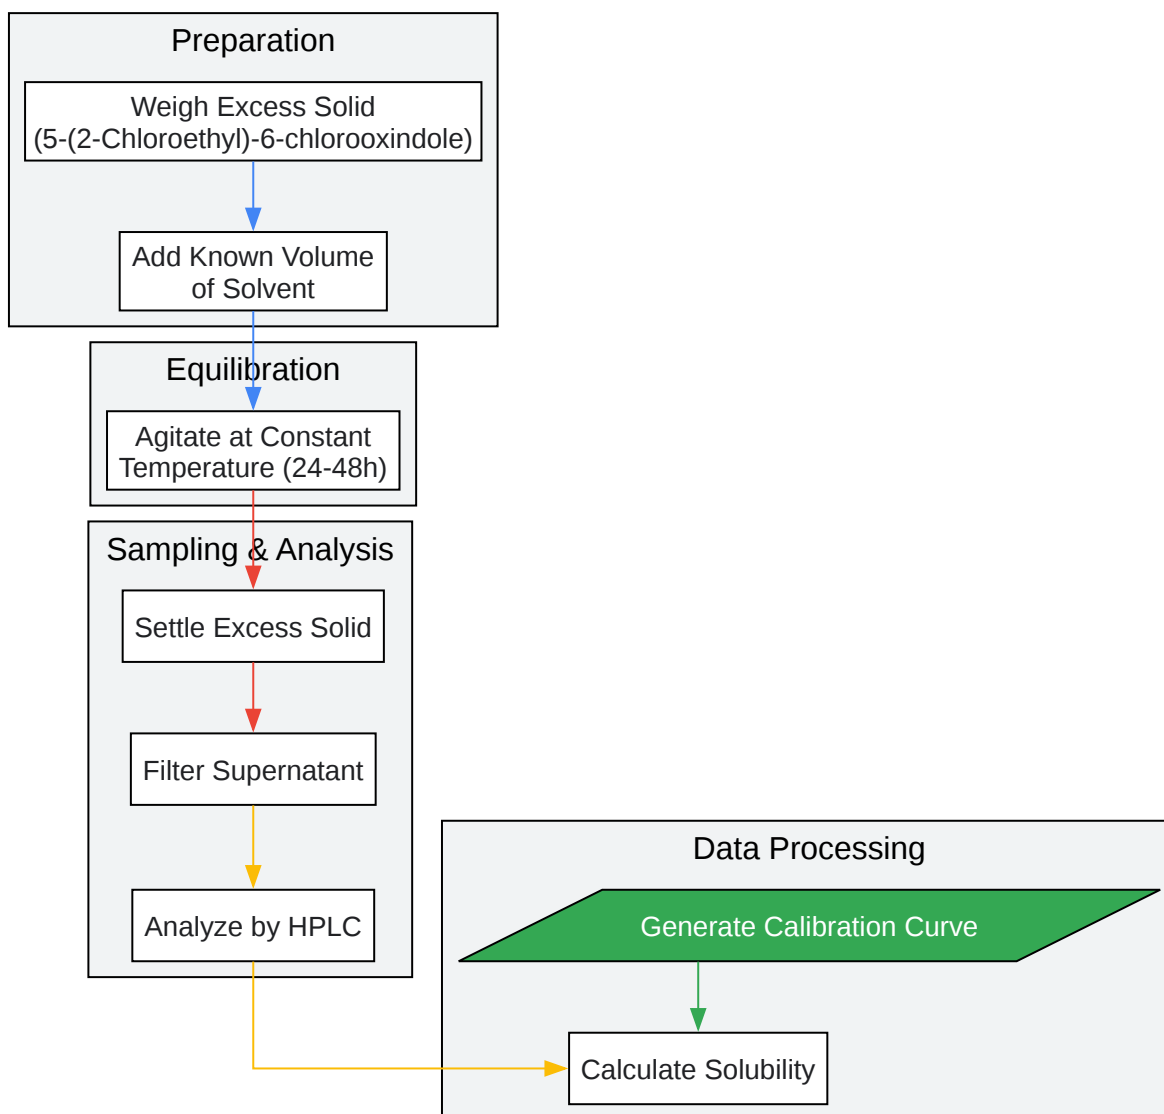 Preparation
Weigh Excess Solid
(5-(2-Chloroethyl)-6-chlorooxindole)
Add Known Volume
of Solvent
Equilibration
Agitate at Constant
Temperature (24-48h)
Sampling & Analysis
Settle Excess Solid
Filter Supernatant
Analyze by HPLC
Data Processing
Generate Calibration Curve
Calculate Solubility